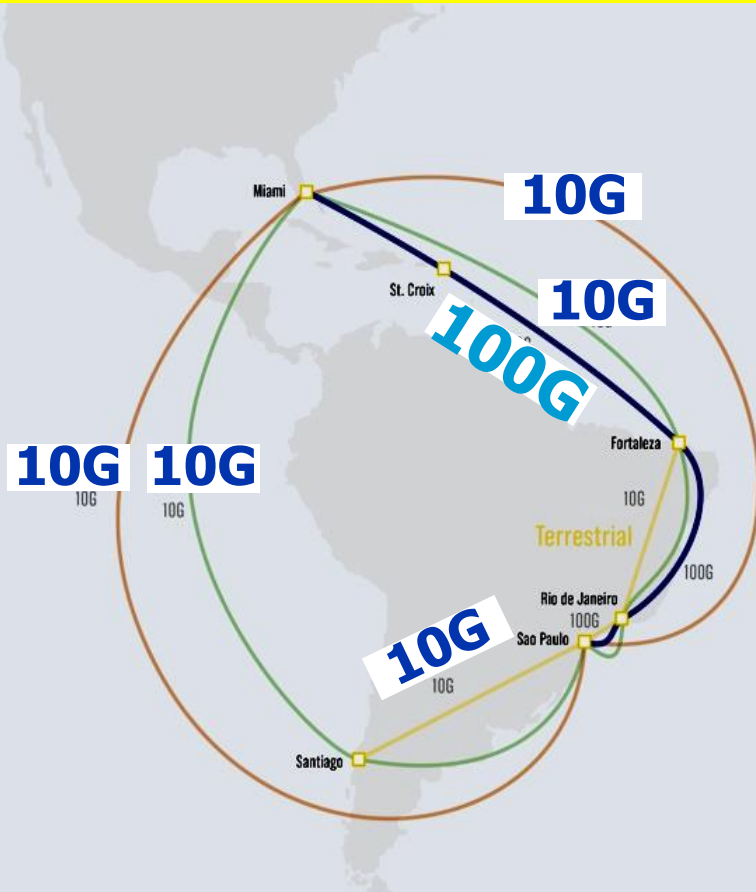 Miami
10G
St. Croix
10G
100G
Fortaleza
10G
10G
10G
10G
10G
Terrestrial
100G
Rio de Janeiro
100G
10G
Sao Paulo
10G
Santiago